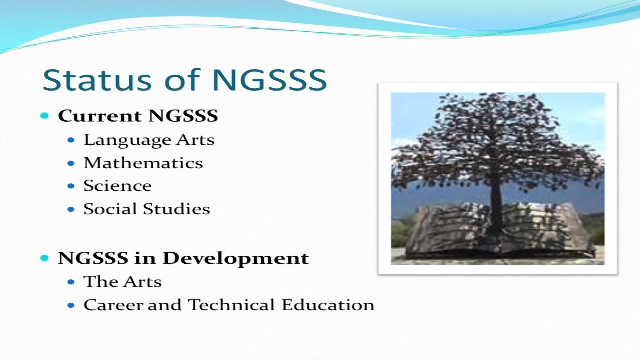 Status of NGSSS
• Current NGSSS
• Language Arts
• Mathematics
• Science
• Social Studies
• NGSSS in Development
• The Arts
• Career and Technical Education